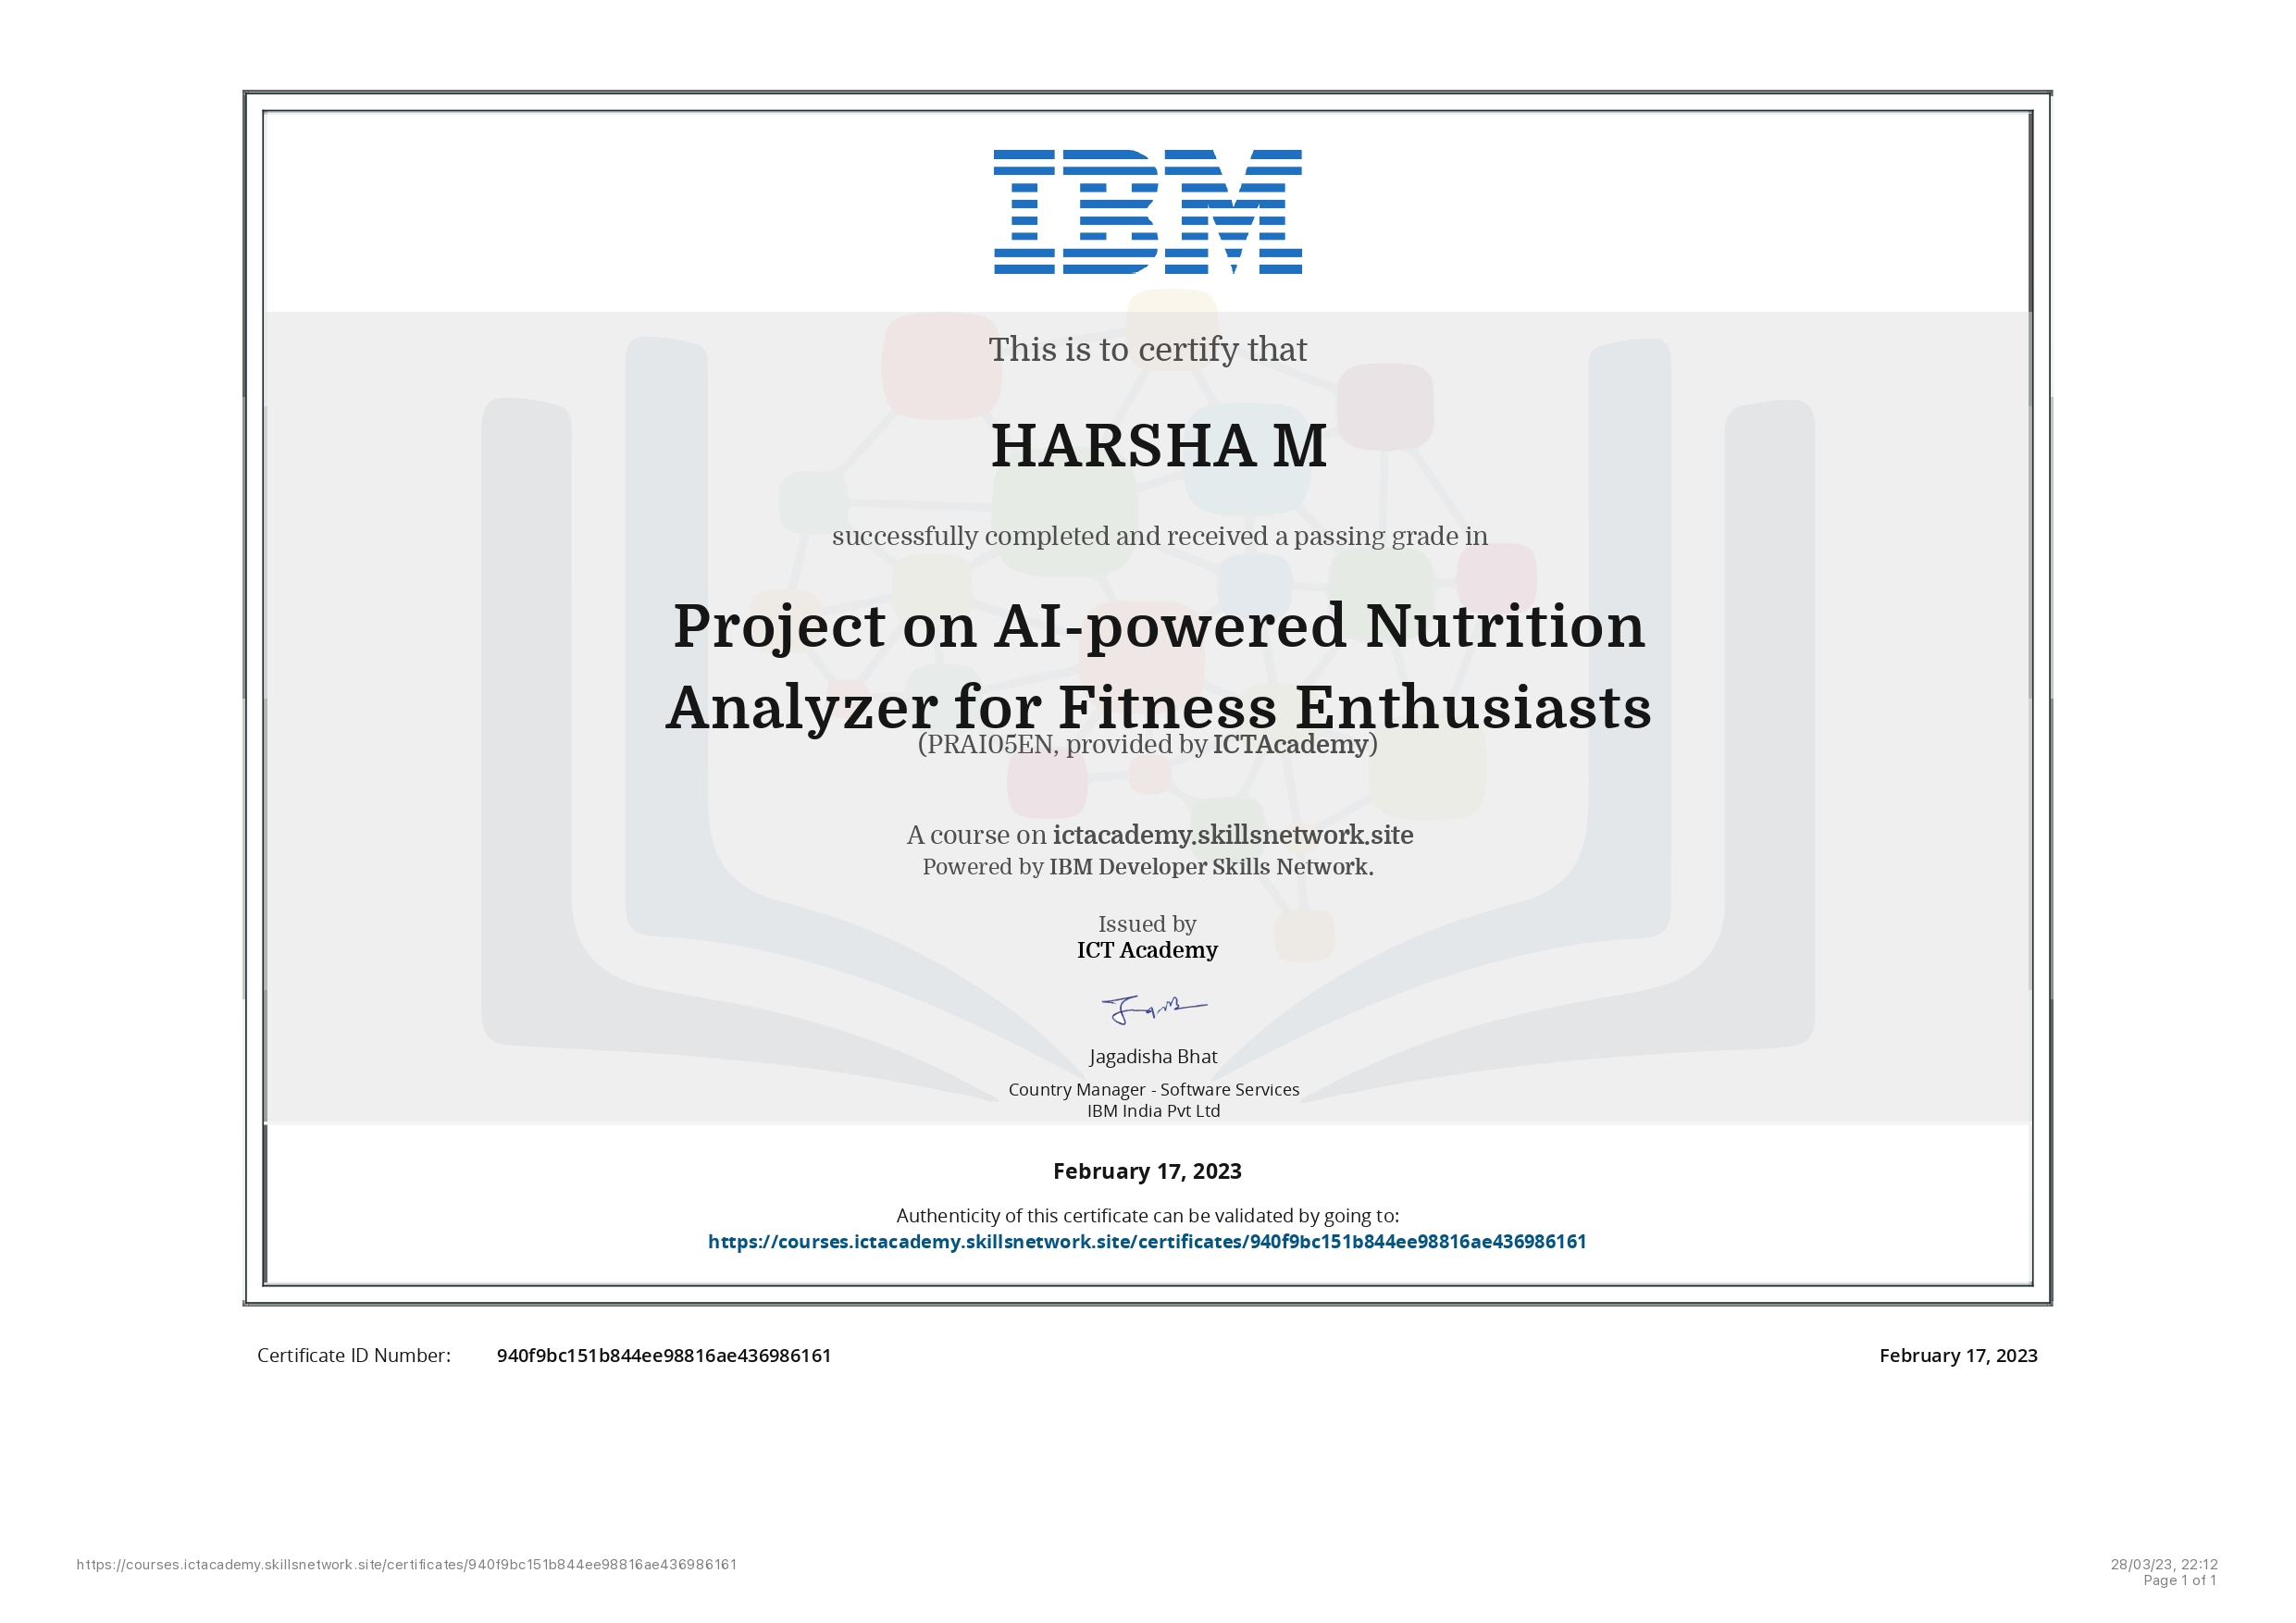 IBM
This is to certify that
HARSHA M
successfully completed and received a passing grade in
Project on AI-powered Nutrition
Analyzer for Fitness Enthusiasts
(PRAI05EN, provided by ICTAcademy)
A course on ictacademy.skillsnetwork.site
Powered by IBM Developer Skills Network.
Issued by
ICT Academy
Jagadisha Bhat
Country Manager - Software Services
IBM India Pvt Ltd
February 17, 2023
Authenticity of this certificate can be validated by going to:
https://courses.ictacademy.skillsnetwork.site/certificates/940f9bc151b844ee98816ae436986161
Certificate ID Number: 940f9bc151b844ee98816ae436986161 February 17, 2023
https://courses.ictacademy.skillsnetwork.site/certificates/940f9bc151b844ee98816ae436986161 28/03/23, 22:12
Page 1 of 1